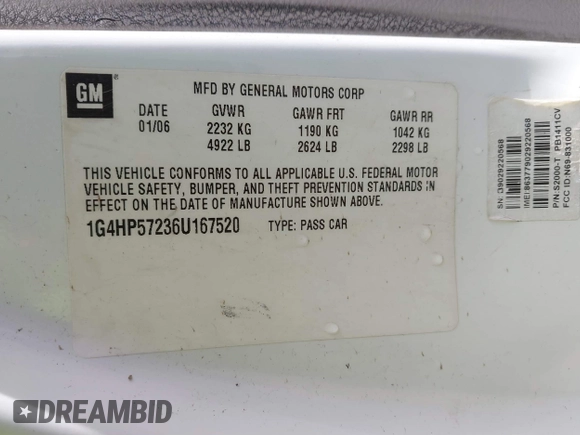 GM
MFD BY GENERAL MOTORS CORP
DATE GVWR GAWR FRT GAWR RR
01/06 2232 KG 1190 KG 1042 KG
4922 LB 2624 LB 2298 LB
THIS VEHICLE CONFORMS TO ALL APPLICABLE U.S. FEDERAL MOTOR
VEHICLE SAFETY, BUMPER, AND THEFT PREVENTION STANDARDS IN
EFFECT ON THE DATE OF MANUFACTURE SHOWN ABOVE.
1G4HP57236U167520 TYPE: PASS CAR
SN: I39029220568
IMEI:863779029220568
P/N: S2000-T PB1411CV
FCC ID:N69-831000
DREAMBID